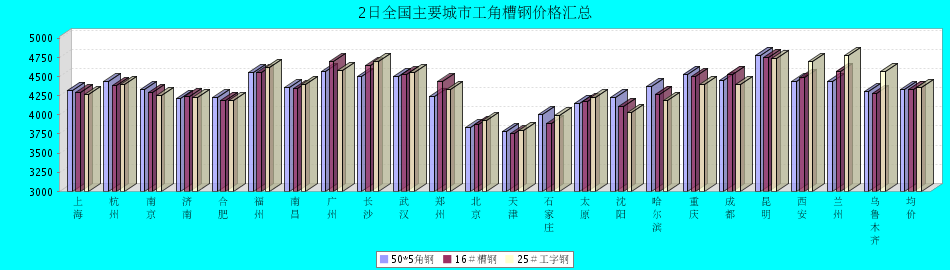 2日全国主要城市工角槽钢价格汇总
5000
4750
4500
4250
4000
3750
3500
3250
3000
上海
杭州
南京
济南
合肥
福州
南昌
广州
长沙
武汉
郑州
北京
天津
石家庄
太原
沈阳
哈尔滨
重庆
成都
昆明
西安
兰州
乌鲁木齐
均价
50*5角钢
16#槽钢
25#工字钢